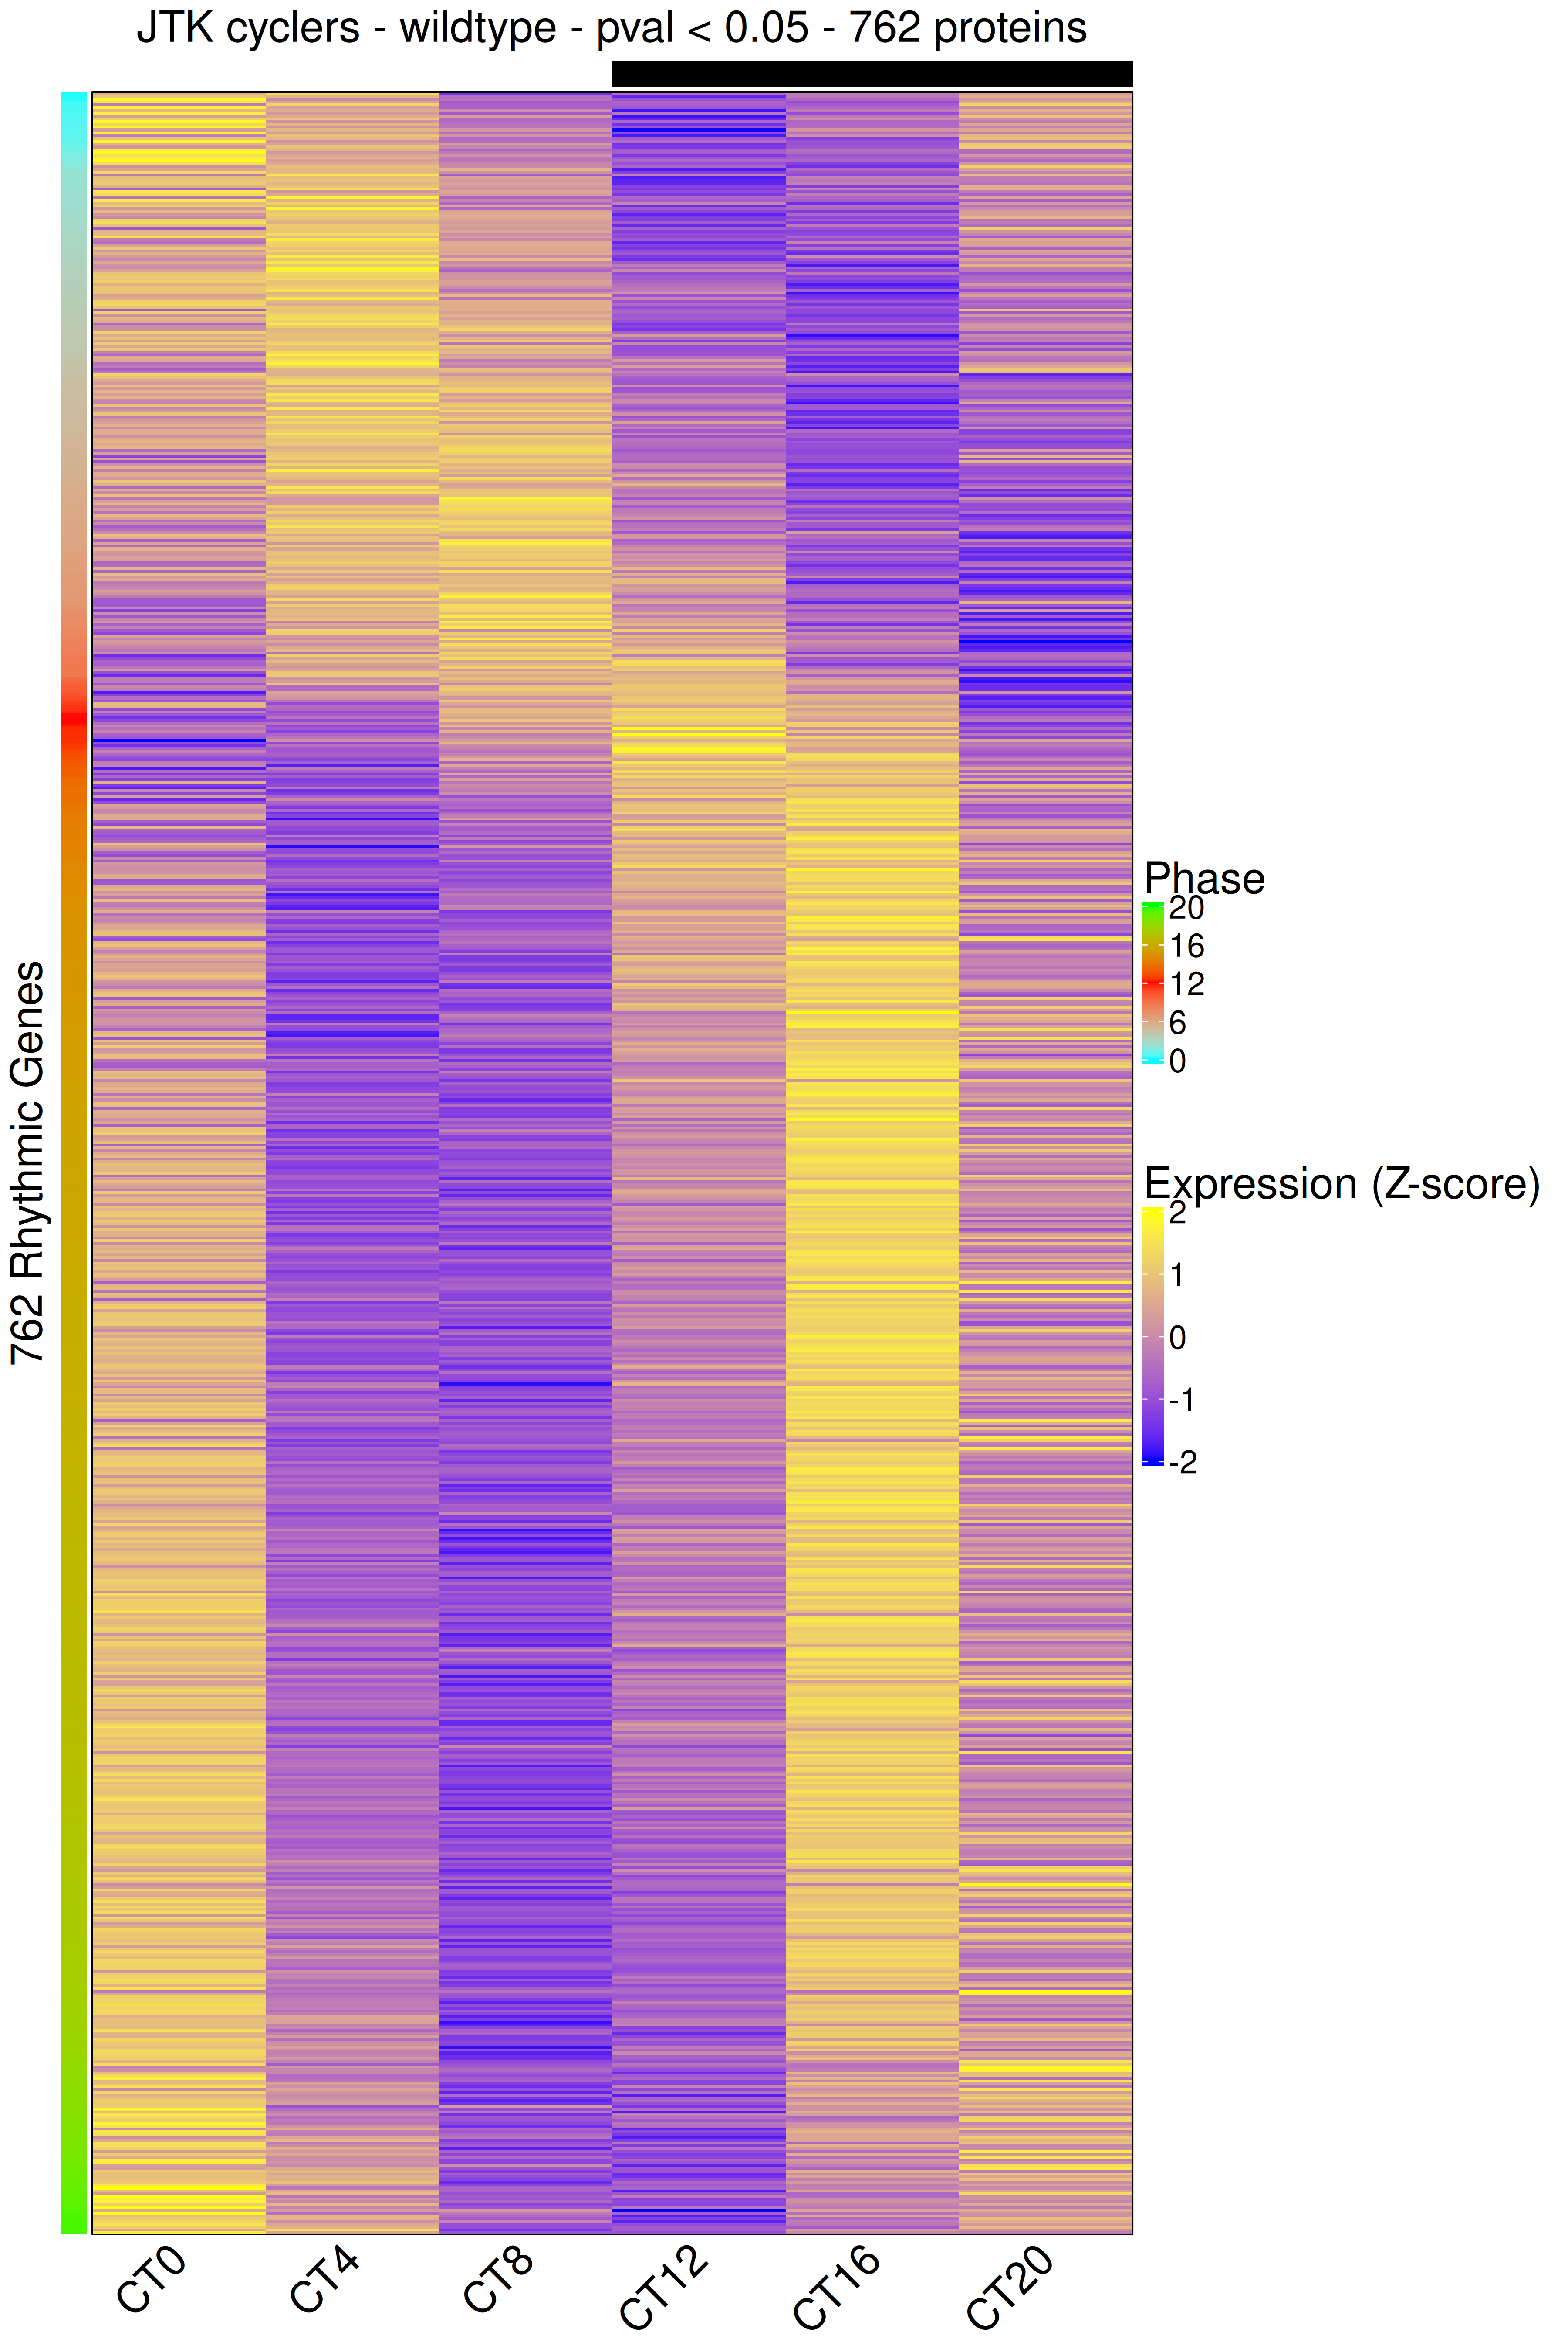 JTK cyclers - wildtype - pval < 0.05 - 762 proteins
762 Rhythmic Genes
Phase
20
16
12
6
0
Expression (Z-score)
2
1
0
-1
-2
CT0 CT4 CT8 CT12 CT16 CT20